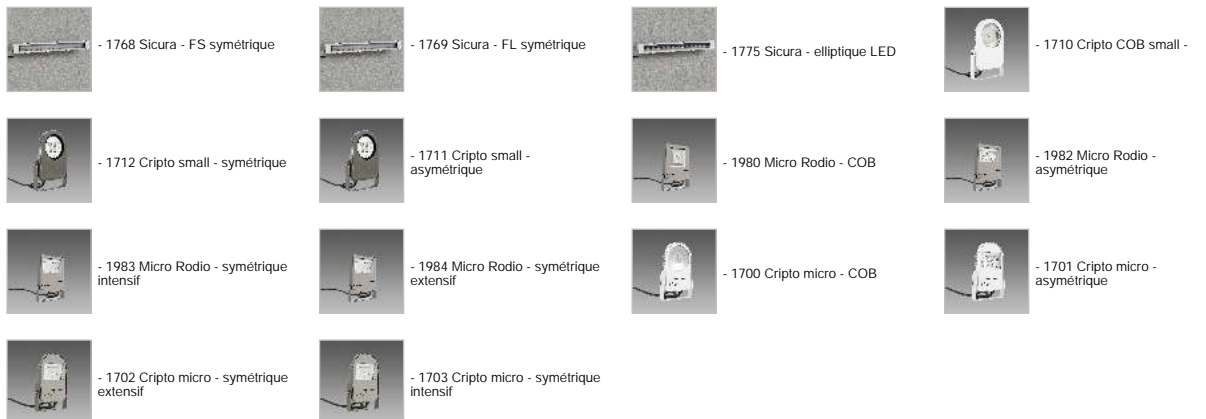 - 1768 Sicura - FS symétrique
- 1769 Sicura - FL symétrique
- 1775 Sicura - elliptique LED
- 1710 Cripto COB small -
- 1712 Cripto small - symétrique
- 1711 Cripto small -
asymétrique
- 1980 Micro Rodio - COB
- 1982 Micro Rodio -
asymétrique
- 1983 Micro Rodio - symétrique
intensif
- 1984 Micro Rodio - symétrique
extensif
- 1700 Cripto micro - COB
- 1701 Cripto micro -
asymétrique
- 1702 Cripto micro - symétrique
extensif
- 1703 Cripto micro - symétrique
intensif